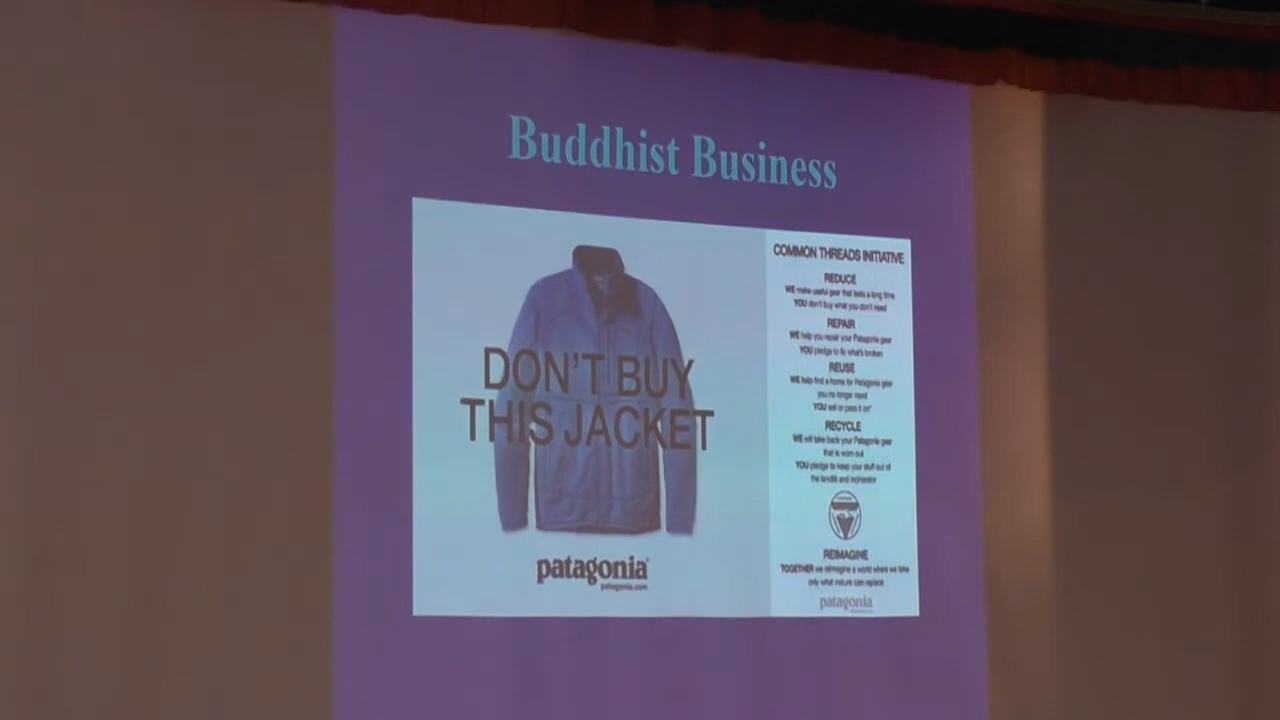 Buddhist Business
DON'T BUY
THIS JACKET
patagonia®
patagonia.com
COMMON THREADS INITIATIVE
REDUCE
WE make useful gear that lasts a long time
YOU don't buy what you don't need
REPAIR
WE help you repair your Patagonia gear
YOU pledge to fix what's broken
REUSE
WE help find a home for Patagonia gear
you no longer need
YOU sell or pass it on*
RECYCLE
WE will take back your Patagonia gear
that is worn out
YOU pledge to keep your stuff out of
the landfill and incinerator
REIMAGINE
TOGETHER we reimagine a world where we take
only what nature can replace
patagonia